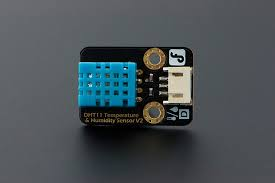 DHT11 Temperature
& Humidity Sensor V2
D